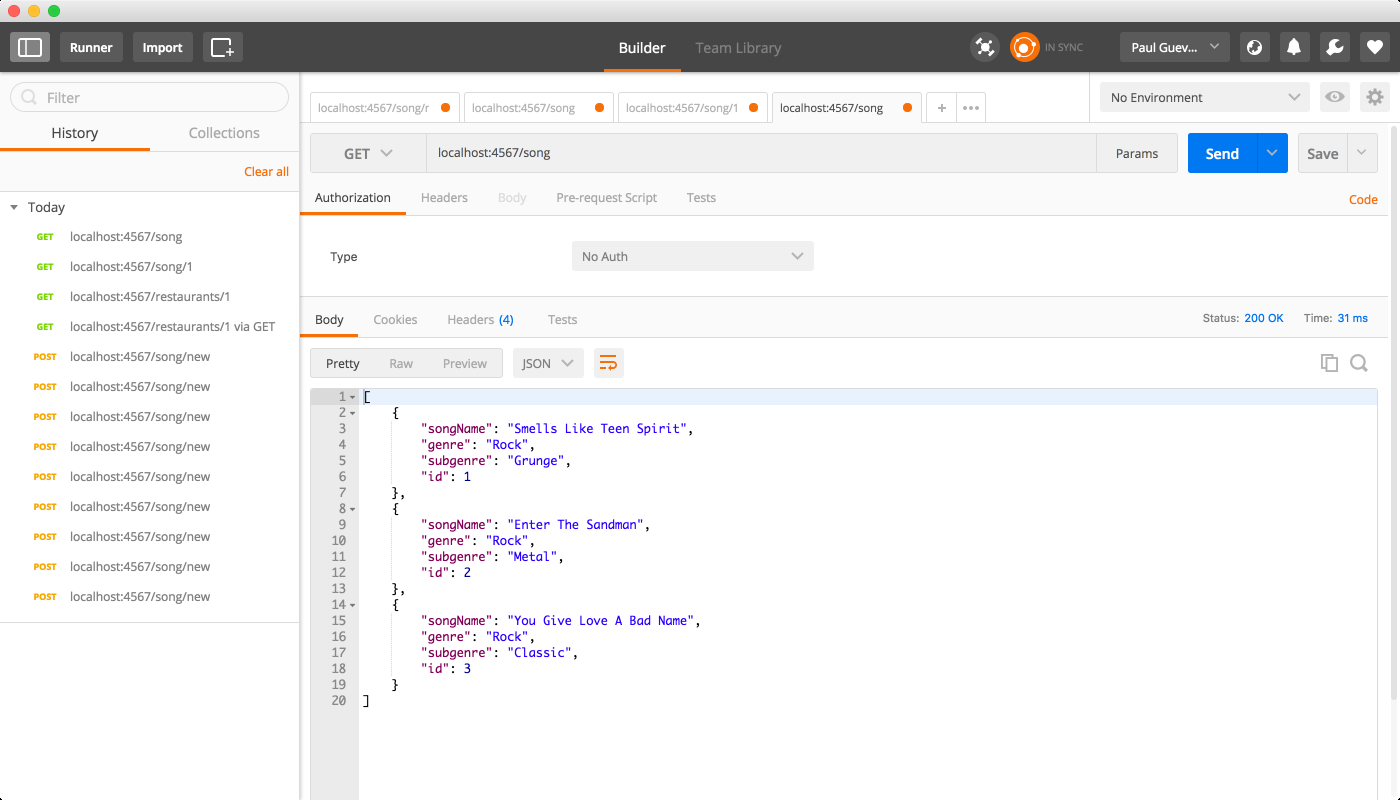 Runner Import Builder Team Library IN SYNC Paul Guev...
Filter
History Collections
Clear all
Today
GET localhost:4567/song
GET localhost:4567/song/1
GET localhost:4567/restaurants/1
GET localhost:4567/restaurants/1 via GET
POST localhost:4567/song/new
POST localhost:4567/song/new
POST localhost:4567/song/new
POST localhost:4567/song/new
POST localhost:4567/song/new
POST localhost:4567/song/new
POST localhost:4567/song/new
POST localhost:4567/song/new
POST localhost:4567/song/new
localhost:4567/song/r localhost:4567/song localhost:4567/song/1 localhost:4567/song + ••• No Environment
GET localhost:4567/song Params Send Save
Authorization Headers Body Pre-request Script Tests Code
Type No Auth
Body Cookies Headers (4) Tests Status: 200 OK Time: 31 ms
Pretty Raw Preview JSON
1 [
2 {
3 "songName": "Smells Like Teen Spirit",
4 "genre": "Rock",
5 "subgenre": "Grunge",
6 "id": 1
7 },
8 {
9 "songName": "Enter The Sandman",
10 "genre": "Rock",
11 "subgenre": "Metal",
12 "id": 2
13 },
14 {
15 "songName": "You Give Love A Bad Name",
16 "genre": "Rock",
17 "subgenre": "Classic",
18 "id": 3
19 }
20 ]